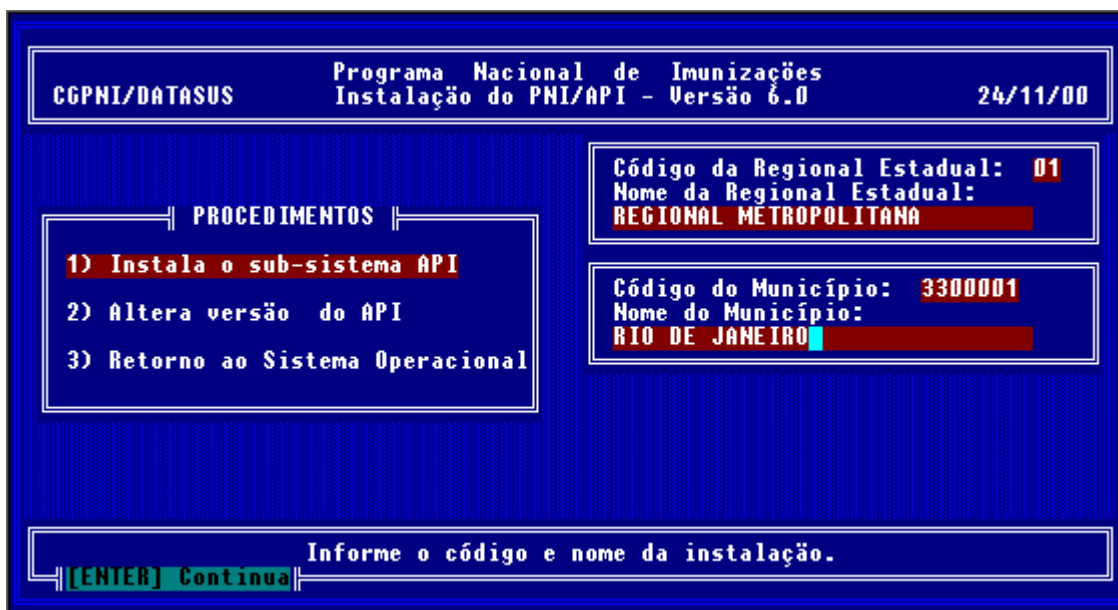 Programa Nacional de Imunizações
CGPNI/DATASUS Instalação do PNI/API - Versão 6.0 24/11/00
Código da Regional Estadual: 01
Nome da Regional Estadual:
REGIONAL METROPOLITANA
PROCEDIMENTOS
1) Instala o sub-sistema API
2) Altera versão do API
3) Retorno ao Sistema Operacional
Código do Município: 3300001
Nome do Município:
RIO DE JANEIRO
Informe o código e nome da instalação.
[ENTER] Continua